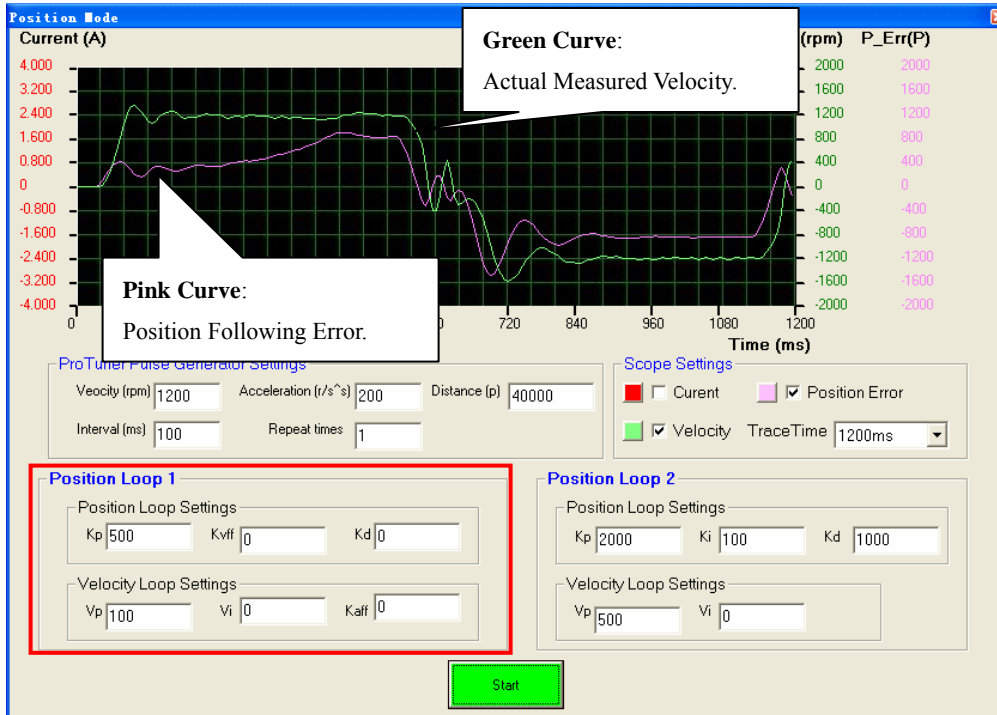 Position Mode
Current (A)
(rpm) P_Err(P)
Green Curve:
Actual Measured Velocity.
4.000
3.200
2.400
1.600
0.800
0
-0.800
-1.600
-2.400
-3.200
-4.000
2000
1600
1200
800
400
0
-400
-800
-1200
-1600
-2000
2000
1600
1200
800
400
0
-400
-800
-1200
-1600
-2000
Pink Curve:
Position Following Error.
0 0 720 840 960 1080 1200
Time (ms)
ProTuner Pulse Generator Settings
Veocity (rpm) 1200 Acceleration (r/s^s) 200 Distance (p) 40000
Interval (ms) 100 Repeat times 1
Scope Settings
Curent Position Error
Velocity TraceTime 1200ms
Position Loop 1
Position Loop Settings
Kp 500 Kvff 0 Kd 0
Velocity Loop Settings
Vp 100 Vi 0 Kaff 0
Position Loop 2
Position Loop Settings
Kp 2000 Ki 100 Kd 1000
Velocity Loop Settings
Vp 500 Vi 0
Start